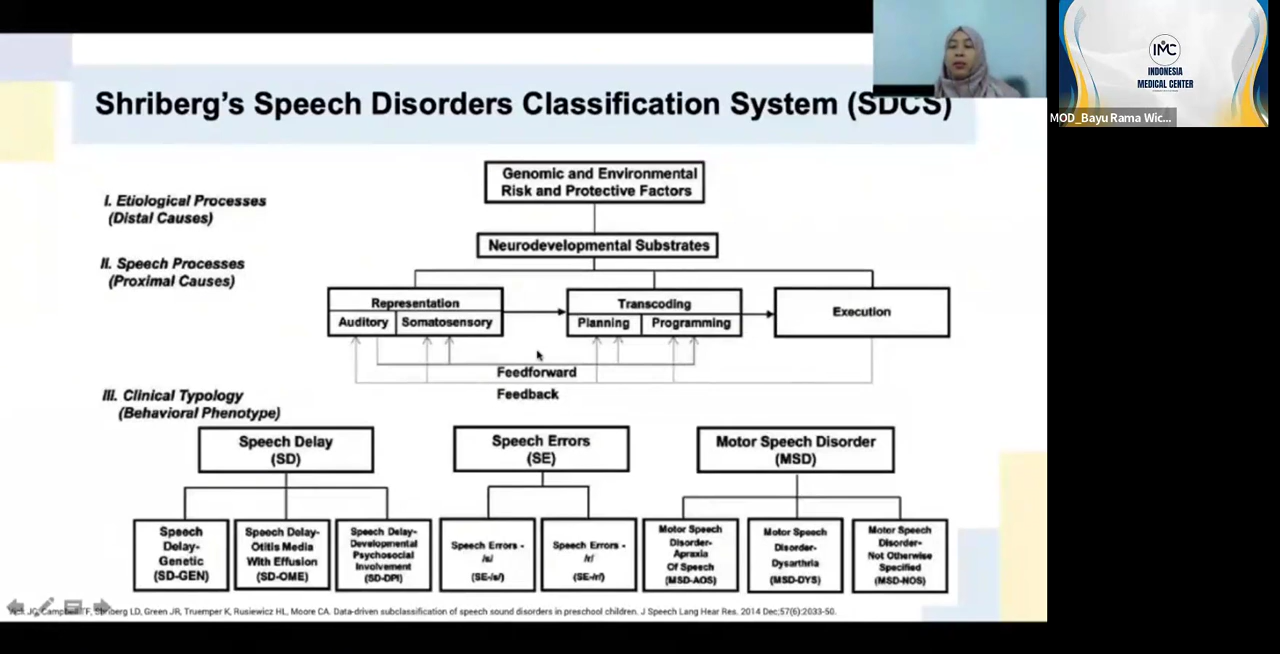 Shriberg's Speech Disorders Classification System (SDCS)
IMC
INDONESIA
MEDICAL CENTER
MOD_Bayu Rama Wic...
Genomic and Environmental
Risk and Protective Factors
I. Etiological Processes
(Distal Causes)
Neurodevelopmental Substrates
II. Speech Processes
(Proximal Causes)
Representation
Auditory
Somatosensory
Transcoding
Planning
Programming
Execution
Feedforward
Feedback
III. Clinical Typology
(Behavioral Phenotype)
Speech Delay
(SD)
Speech Errors
(SE)
Motor Speech Disorder
(MSD)
Speech
Delay-
Genetic
(SD-GEN)
Speech Delay-
Otitis Media
With Effusion
(SD-OME)
Speech Delay-
Developmental
Psychosocial
Involvement
(SD-DPI)
Speech Errors -
/s/
(SE-/s/)
Speech Errors -
/r/
(SE-/r/)
Motor Speech
Disorder-
Apraxia
Of Speech
(MSD-AOS)
Motor Speech
Disorder-
Dysarthria
(MSD-DYS)
Motor Speech
Disorder-
Not Otherwise
Specified
(MSD-NOS)
JC, Campbell TF, Shriberg LD, Green JR, Truemper K, Rusiewicz HL, Moore CA. Data-driven subclassification of speech sound disorders in preschool children. J Speech Lang Hear Res. 2014 Dec;57(6):2033-50.